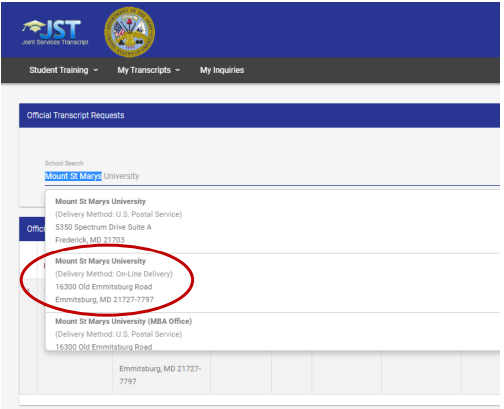 JST
Joint Services Transcript
Student Training
My Transcripts
My Inquiries
Official Transcript Requests
School Search
Mount St Marys University
Mount St Marys University
(Delivery Method: U.S. Postal Service)
5350 Spectrum Drive Suite A
Frederick, MD 21703
Offici
Mount St Marys University
(Delivery Method: On-Line Delivery)
16300 Old Emmitsburg Road
Emmitsburg, MD 21727-7797
Mount St Marys University (MBA Office)
(Delivery Method: U.S. Postal Service)
16300 Old Emmitsburg Road
Emmitsburg, MD 21727-
7797